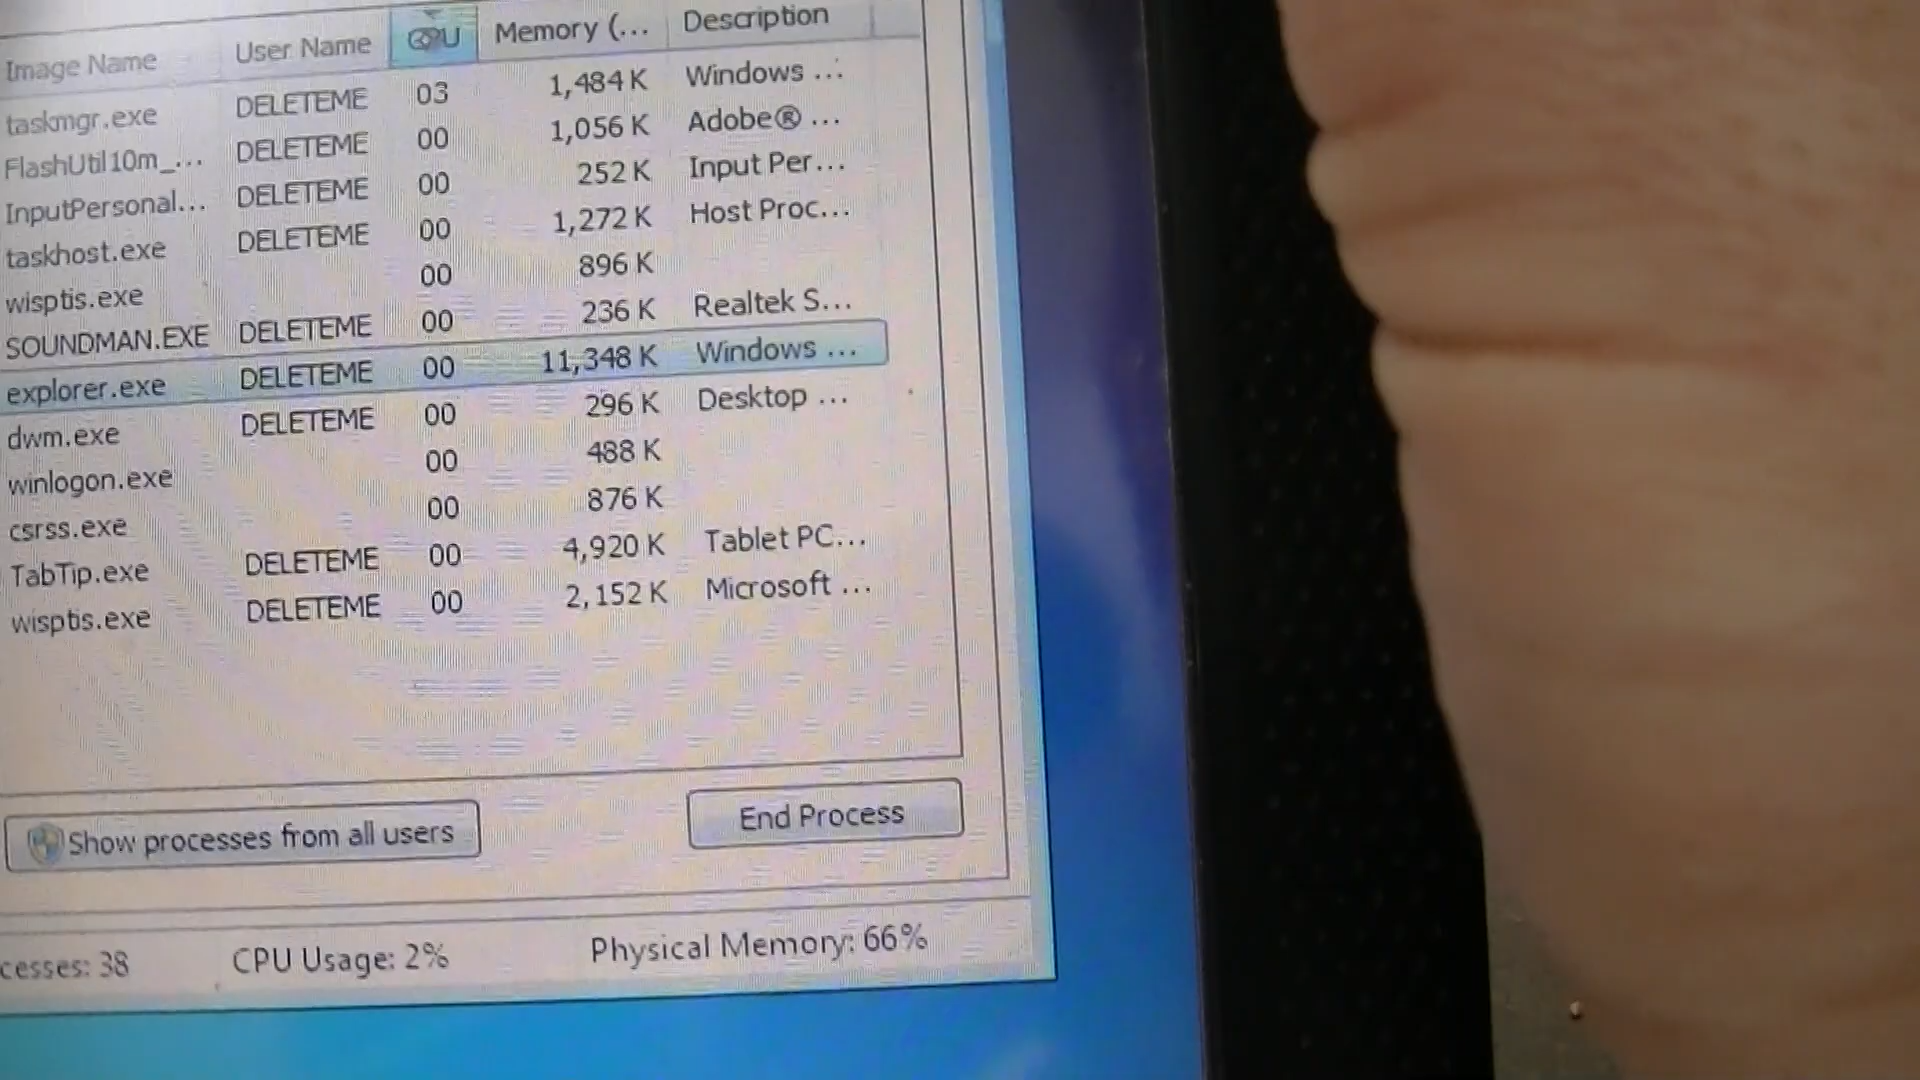 Image Name User Name CPU Memory (... Description
taskmgr.exe DELETEME 03 1,484 K Windows ...
FlashUtil10m_... DELETEME 00 1,056 K Adobe® ...
InputPersonal... DELETEME 00 252 K Input Per...
taskhost.exe DELETEME 00 1,272 K Host Proc...
wisptis.exe 00 896 K
SOUNDMAN.EXE DELETEME 00 236 K Realtek S...
explorer.exe DELETEME 00 11,348 K Windows ...
dwm.exe DELETEME 00 296 K Desktop ...
winlogon.exe 00 488 K
csrss.exe 00 876 K
TabTip.exe DELETEME 00 4,920 K Tablet PC...
wisptis.exe DELETEME 00 2,152 K Microsoft ...
Show processes from all users End Process
cesses: 38 CPU Usage: 2% Physical Memory: 66%